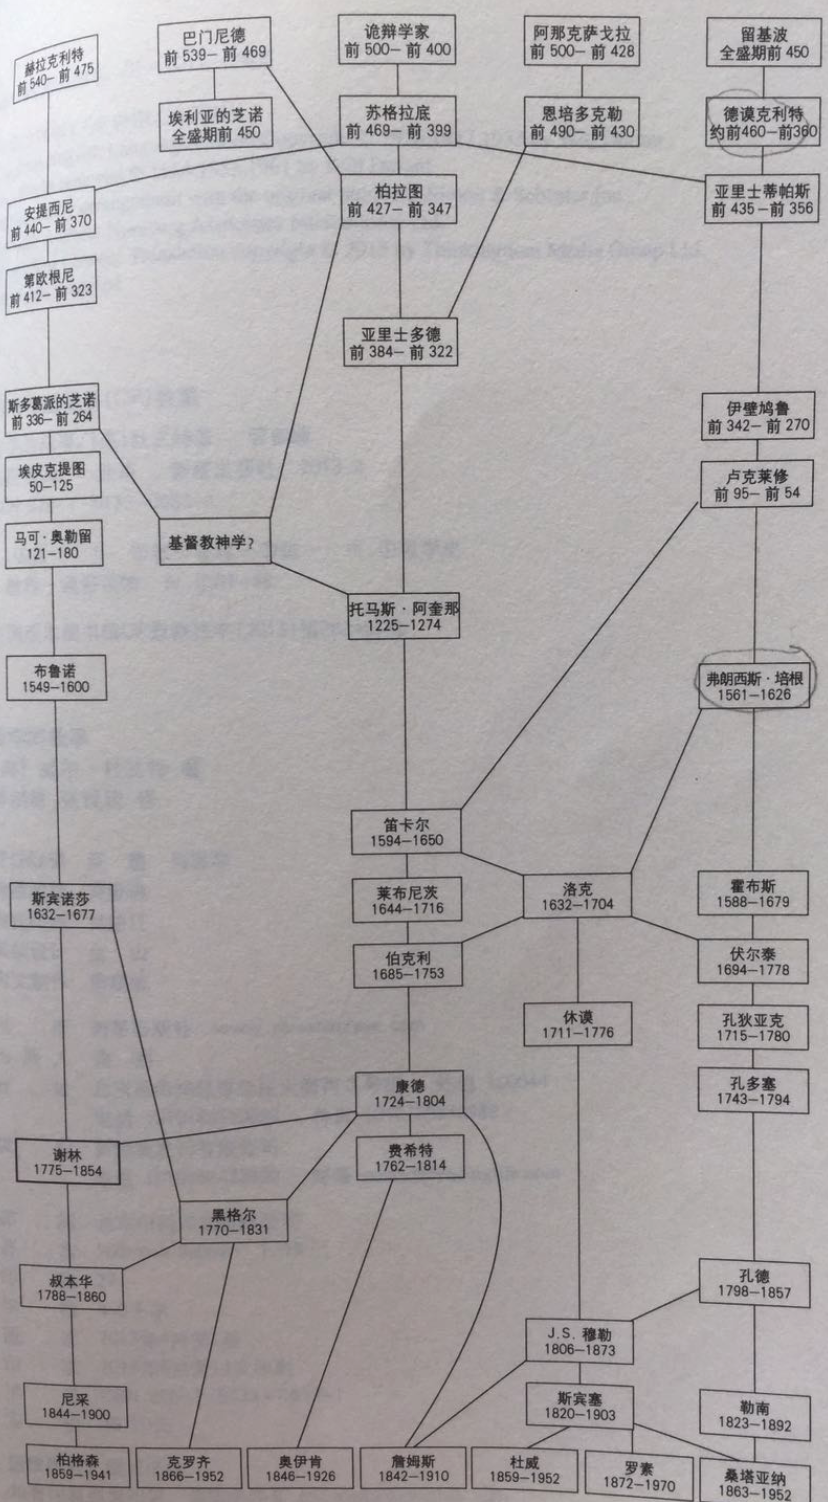 赫拉克利特
前 540— 前 475
巴门尼德
前 539— 前 469
诡辩学家
前 500— 前 400
阿那克萨戈拉
前 500— 前 428
留基波
全盛期前 450
埃利亚的芝诺
全盛期前 450
苏格拉底
前 469— 前 399
恩培多克勒
前 490— 前 430
德谟克利特
约前460—前360
安提西尼
前 440— 前 370
柏拉图
前 427— 前 347
亚里士蒂帕斯
前 435— 前 356
第欧根尼
前 412— 前 323
亚里士多德
前 384— 前 322
斯多葛派的芝诺
前 336— 前 264
伊壁鸠鲁
前 342— 前 270
埃皮克提图
50-125
卢克莱修
前 95— 前 54
马可·奥勒留
121-180
基督教神学?
托马斯·阿奎那
1225—1274
布鲁诺
1549—1600
弗朗西斯·培根
1561—1626
笛卡尔
1594—1650
斯宾诺莎
1632—1677
莱布尼茨
1644—1716
洛克
1632—1704
霍布斯
1588—1679
伯克利
1685—1753
伏尔泰
1694—1778
休谟
1711—1776
孔狄亚克
1715—1780
康德
1724—1804
孔多塞
1743—1794
谢林
1775—1854
费希特
1762—1814
黑格尔
1770—1831
叔本华
1788—1860
孔德
1798—1857
J.S. 穆勒
1806—1873
尼采
1844—1900
斯宾塞
1820—1903
勒南
1823—1892
柏格森
1859—1941
克罗齐
1866—1952
奥伊肯
1846—1926
詹姆斯
1842—1910
杜威
1859—1952
罗素
1872—1970
桑塔亚纳
1863—1952